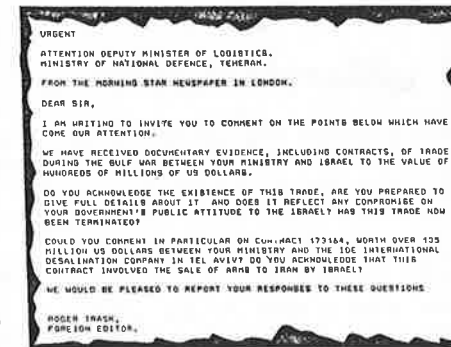 URGENT
ATTENTION DEPUTY MINISTER OF LOGISTICS.
MINISTRY OF NATIONAL DEFENCE, TEHERAN.
FROM THE MORNING STAR NEWSPAPER IN LONDON.
DEAR SIR,
I AM WRITING TO INVITE YOU TO COMMENT ON THE POINTS BELOW WHICH HAVE
COME OUR ATTENTION.
WE HAVE RECEIVED DOCUMENTARY EVIDENCE, INCLUDING CONTRACTS, OF TRADE
DURING THE GULF WAR BETWEEN YOUR MINISTRY AND ISRAEL TO THE VALUE OF
HUNDREDS OF MILLIONS OF US DOLLARS.
DO YOU ACKNOWLEDGE THE EXISTENCE OF THIS TRADE, ARE YOU PREPARED TO
GIVE FULL DETAILS ABOUT IT AND DOES IT REFLECT ANY COMPROMISE ON
YOUR GOVERNMENT'S PUBLIC ATTITUDE TO THE ISRAEL? HAS THIS TRADE NOW
BEEN TERMINATED?
COULD YOU COMMENT IN PARTICULAR ON CONTRACT WORTH OVER 135
MILLION US DOLLARS BETWEEN YOUR MINISTRY AND THE IDE INTERNATIONAL
DESALINATION COMPANY IN TEL AVIV? DO YOU ACKNOWLEDGE THAT THIS
CONTRACT INVOLVED THE SALE OF ARMS TO IRAN BY ISRAEL?
WE WOULD BE PLEASED TO REPORT YOUR RESPONSES TO THESE QUESTIONS
ROGER TRASK,
FOREIGN EDITOR.